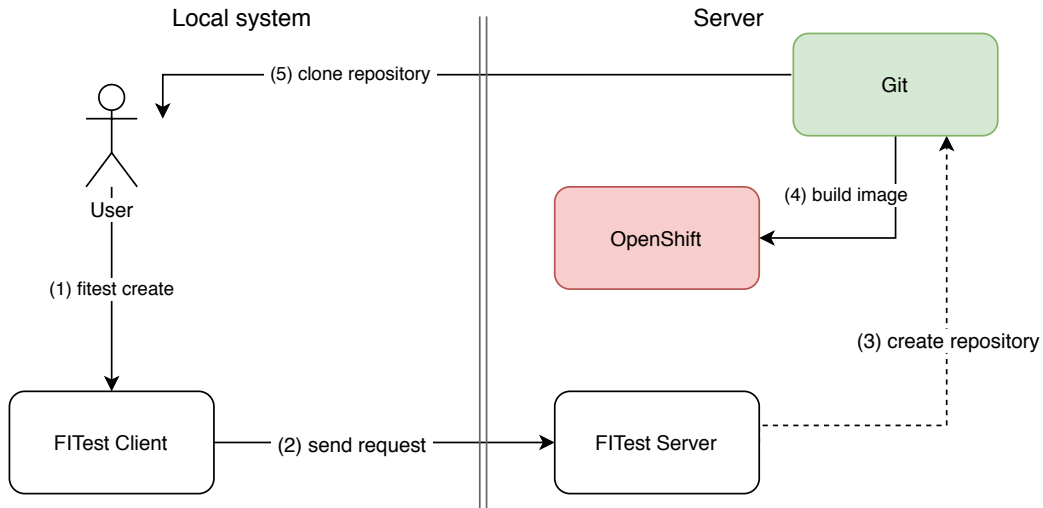 Local system
Server
(5) clone repository
Git
(4) build image
User
OpenShift
(1) fitest create
(3) create repository
FITest Client
(2) send request
FITest Server